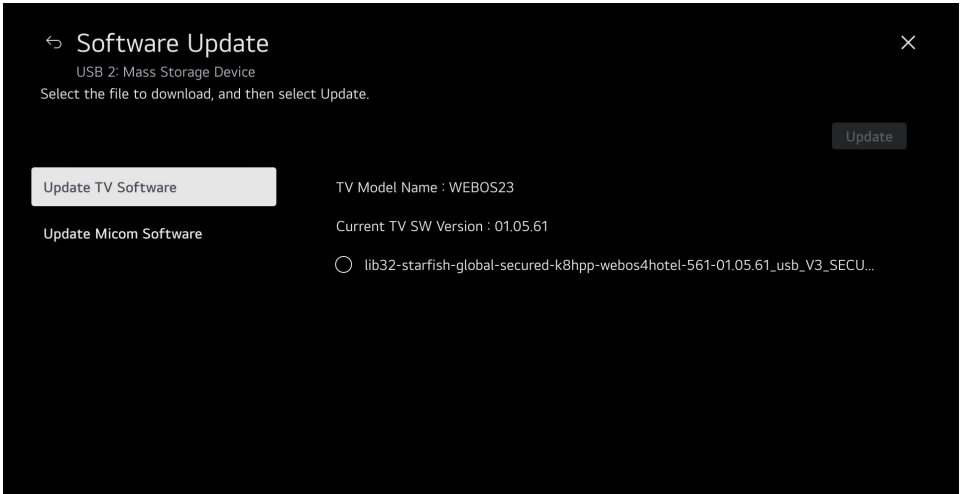 Software Update
USB 2: Mass Storage Device
Select the file to download, and then select Update.
Update
Update TV Software
Update Micom Software
TV Model Name : WEBOS23
Current TV SW Version : 01.05.61
lib32-starfish-global-secured-k8hpp-webos4hotel-561-01.05.61_usb_V3_SECU...